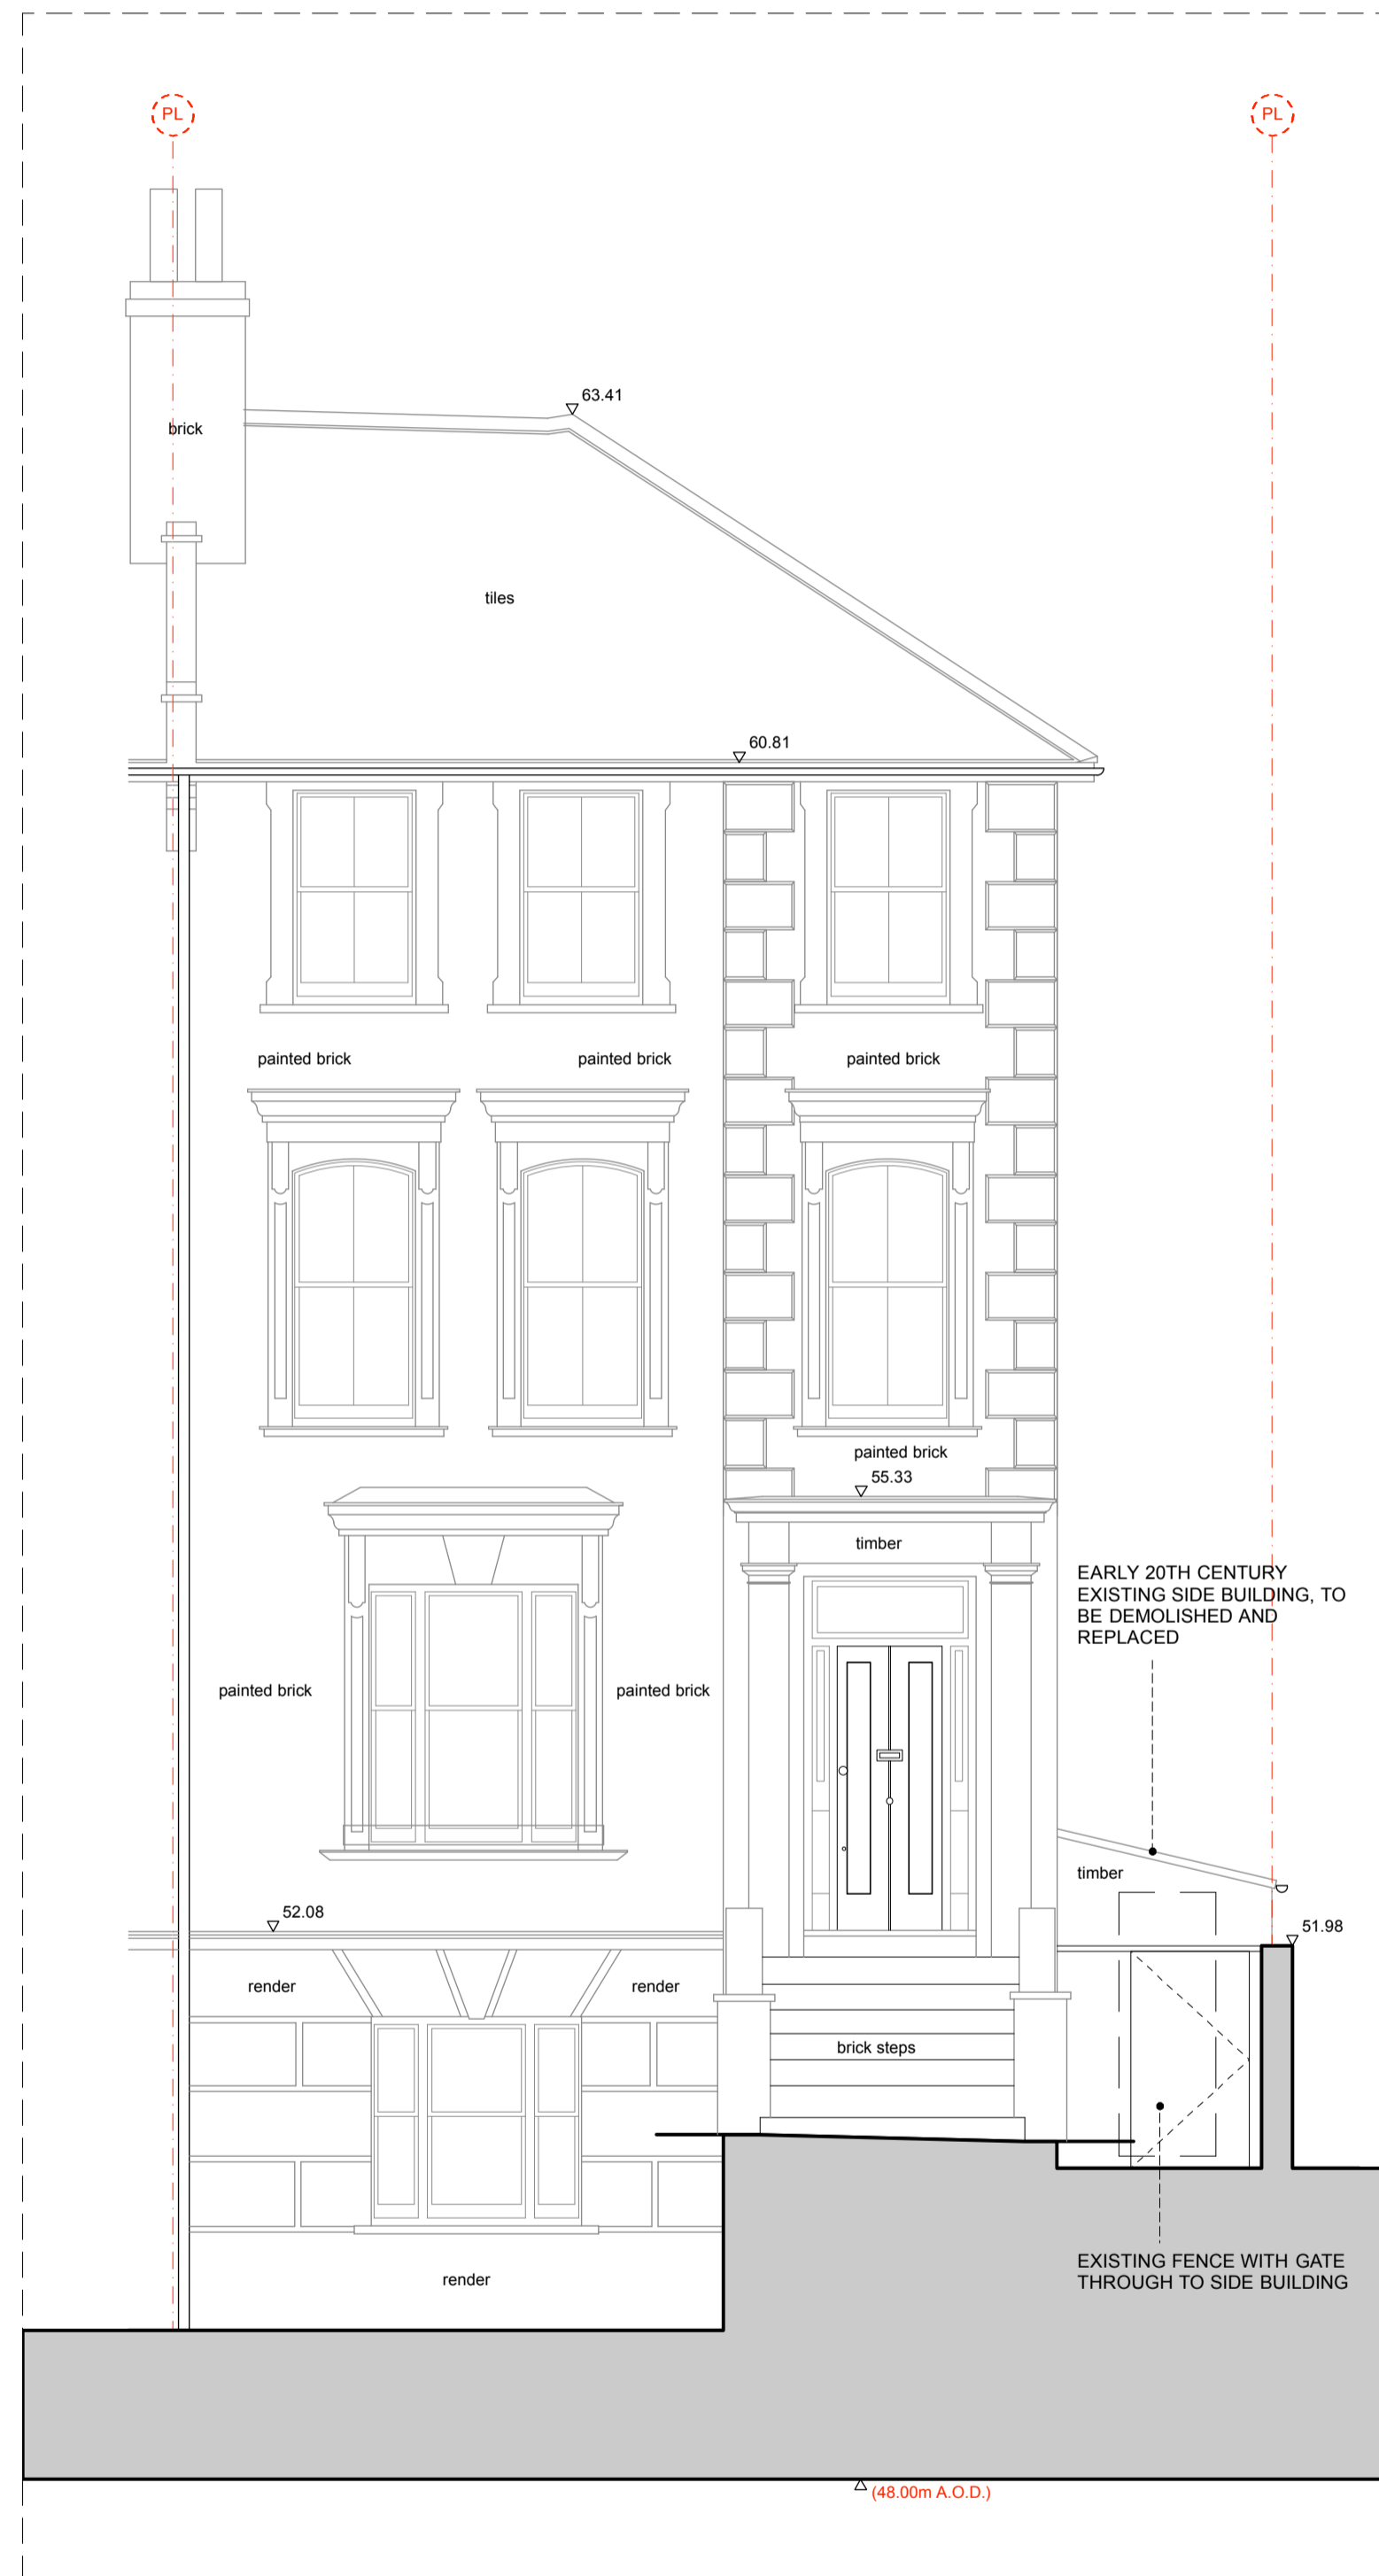 PL
PL
63.41
brick
tiles
60.81
painted brick
painted brick
painted brick
painted brick
55.33
timber
EARLY 20TH CENTURY
EXISTING SIDE BUILDING, TO
BE DEMOLISHED AND
REPLACED
painted brick
painted brick
timber
52.08
51.98
render
render
brick steps
EXISTING FENCE WITH GATE
THROUGH TO SIDE BUILDING
render
(48.00m A.O.D.)